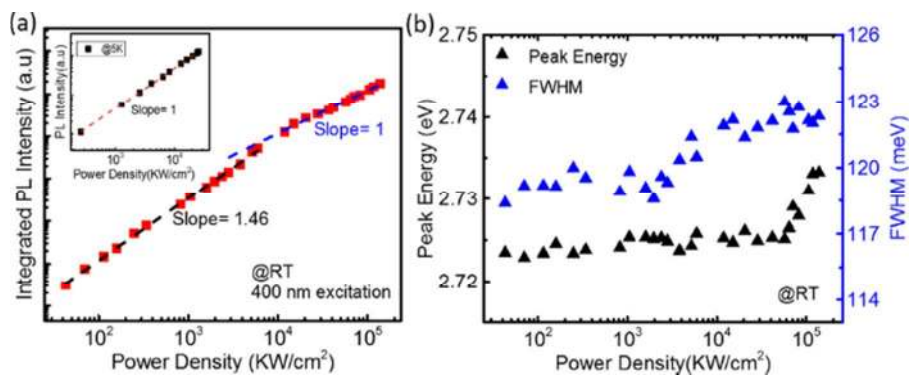 (a)
@5K
PL Intensity(a.u)
Slope= 1
10³
10⁴
Power Density(KW/cm²)
Integrated PL Intensity (a.u)
Slope= 1
Slope= 1.46
@RT
400 nm excitation
10² 10³ 10⁴ 10⁵
Power Density (KW/cm²)
(b)
Peak Energy
FWHM
Peak Energy (eV)
2.75
2.74
2.73
2.72
FWHM (meV)
126
123
120
117
113
@RT
10² 10³ 10⁴ 10⁵
Power Density(KW/cm²)